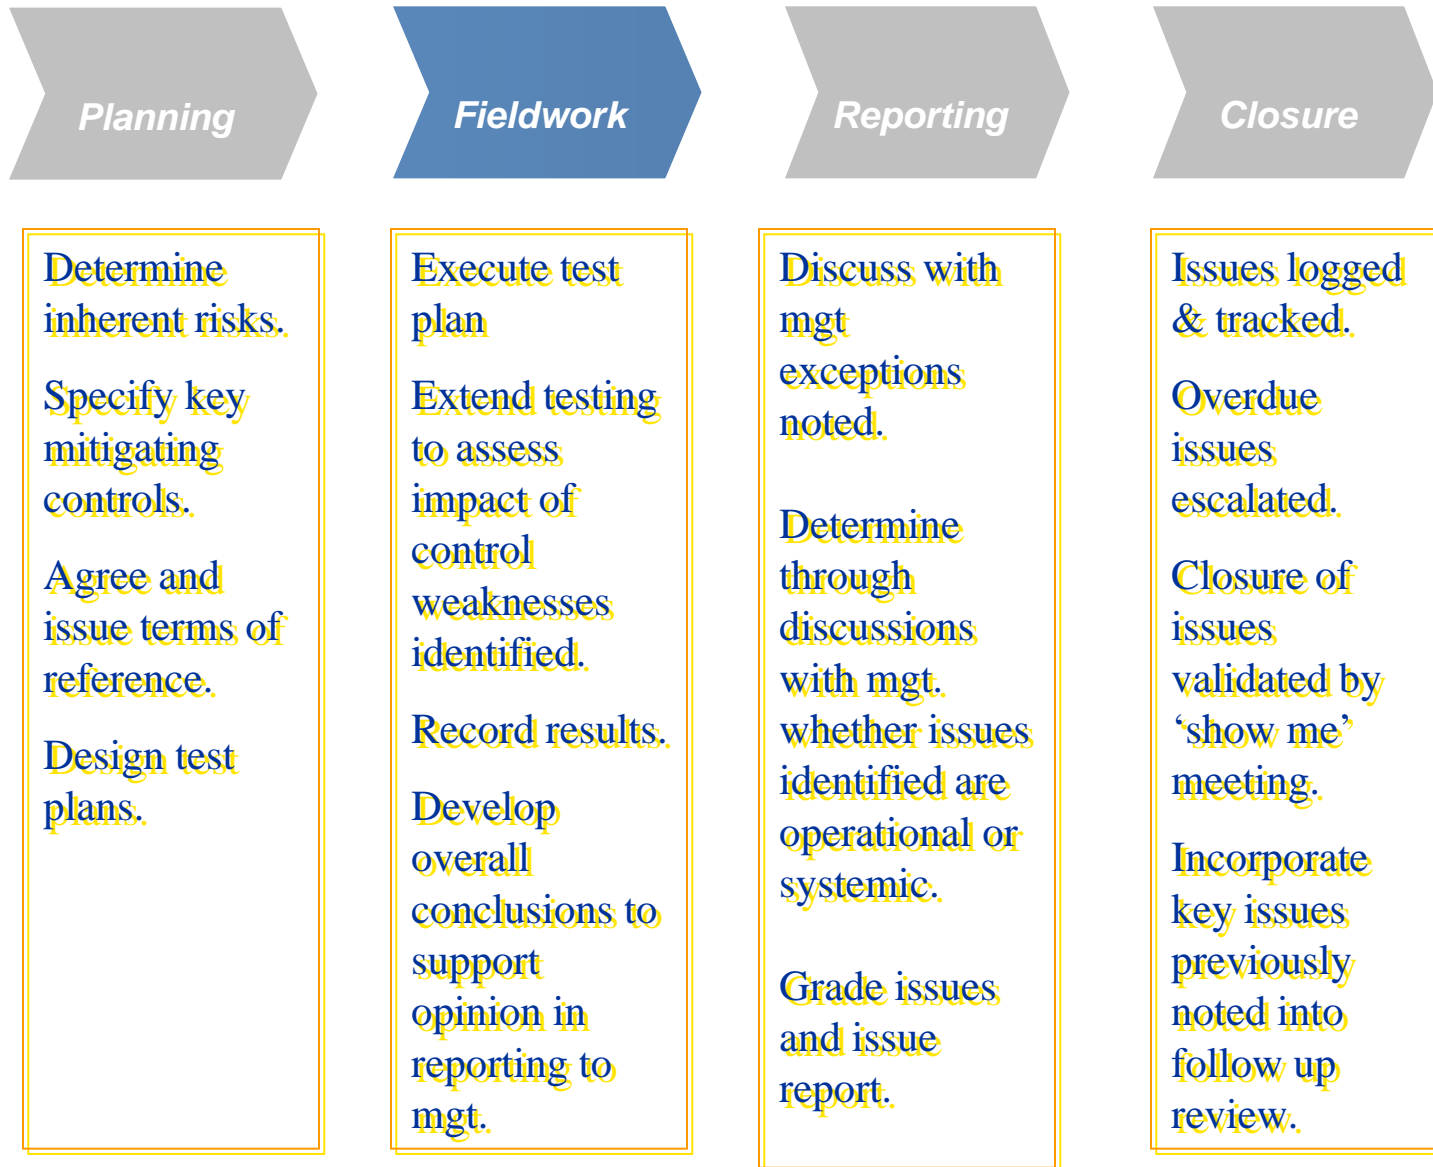 Planning
Fieldwork
Reporting
Closure
Determine
inherent risks.
Specify key
mitigating
controls.
Agree and
issue terms of
reference.
Design test
plans.
Execute test
plan
Extend testing
to assess
impact of
control
weaknesses
identified.
Record results.
Develop
overall
conclusions to
support
opinion in
reporting to
mgt.
Discuss with
mgt
exceptions
noted.
Determine
through
discussions
with mgt.
whether issues
identified are
operational or
systemic.
Grade issues
and issue
report.
Issues logged
& tracked.
Overdue
issues
escalated.
Closure of
issues
validated by
‘show me’
meeting.
Incorporate
key issues
previously
noted into
follow up
review.